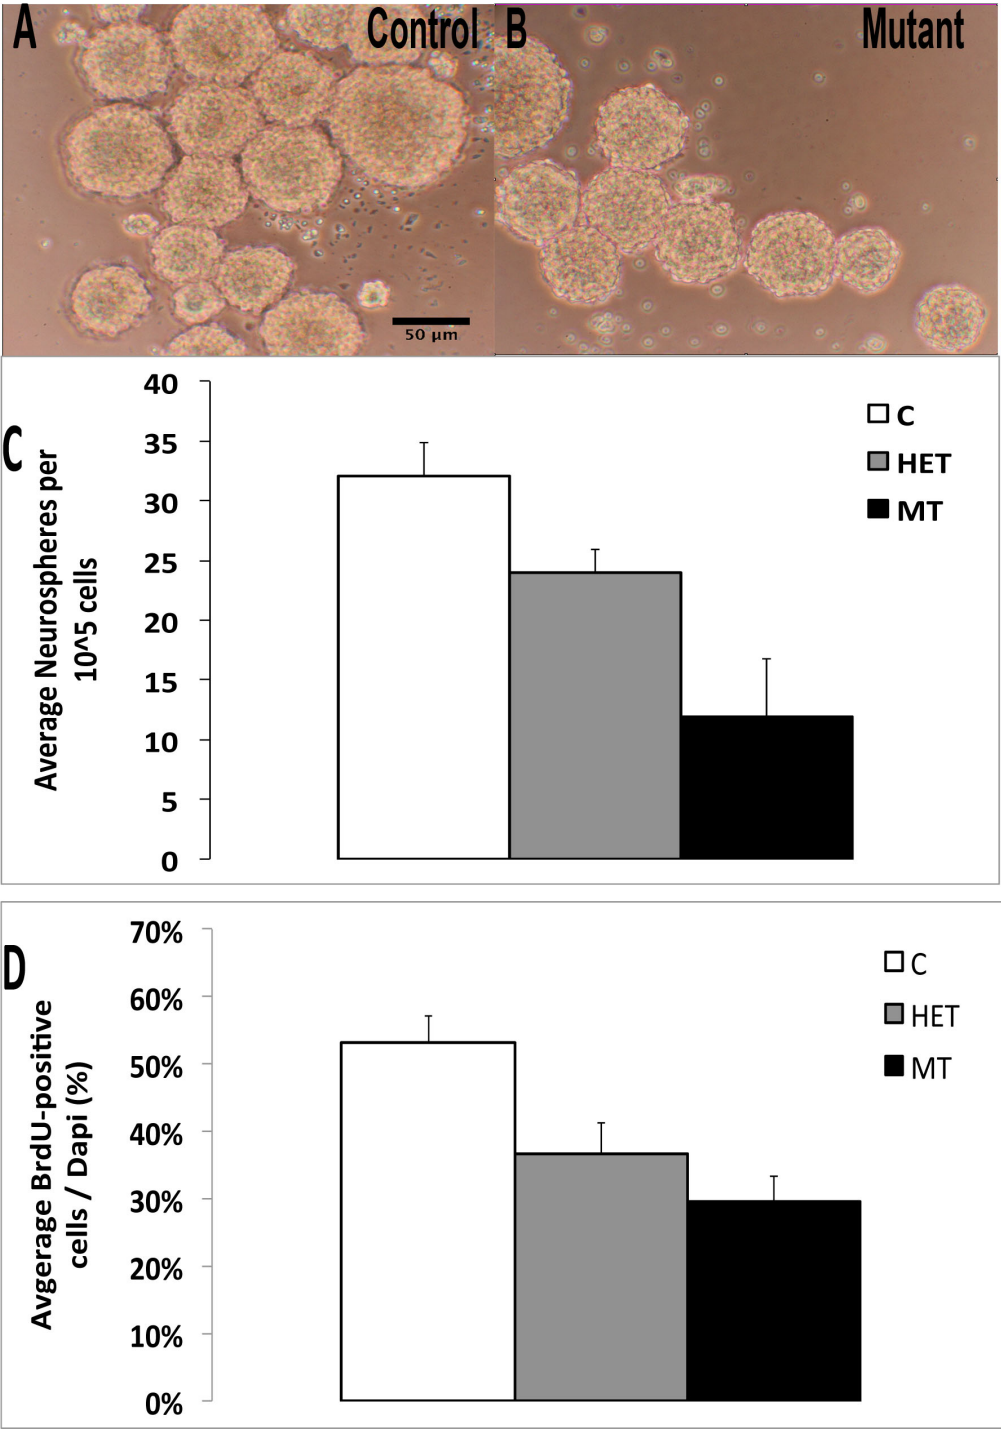 A
Control
B
Mutant
50 µm
C
Average Neurospheres per
10^5 cells
40
35
30
25
20
15
10
5
0
C
HET
MT
D
Avgerage BrdU-positive
cells / Dapi (%)
70%
60%
50%
40%
30%
20%
10%
0%
C
HET
MT